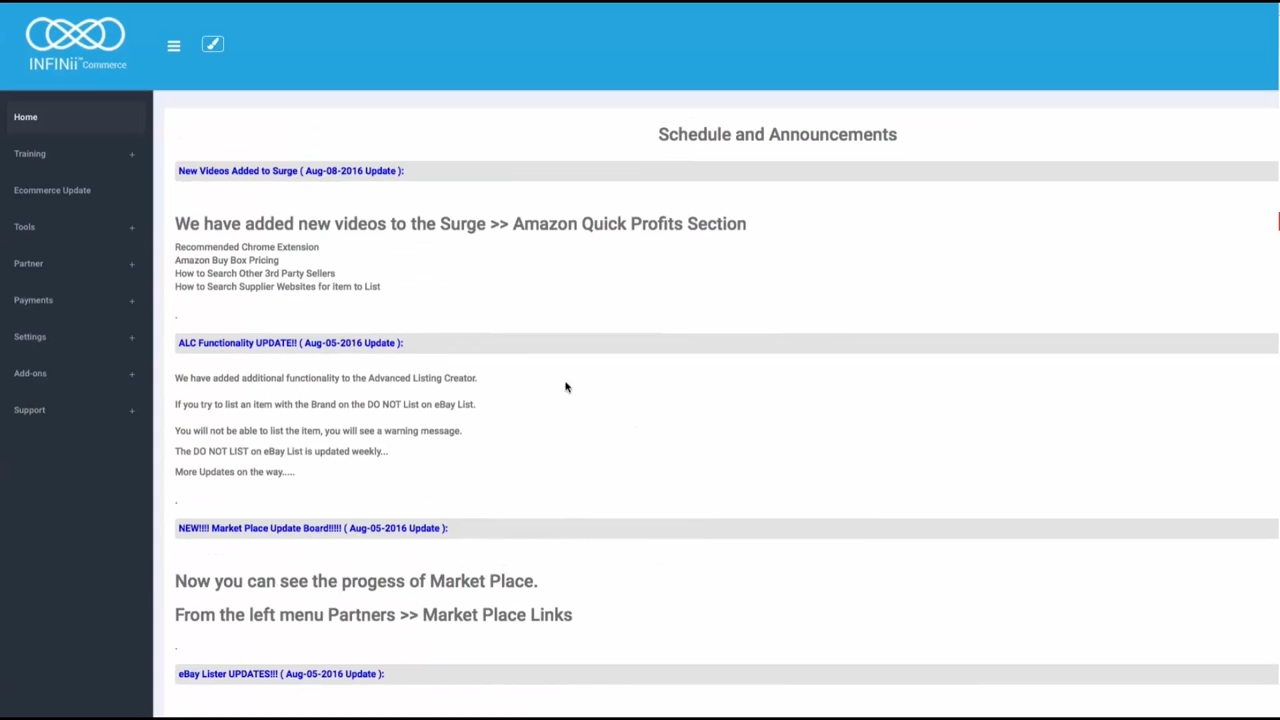 INFINii™ Commerce
Home
Training +
Ecommerce Update
Tools +
Partner +
Payments +
Settings +
Add-ons +
Support +
Schedule and Announcements
New Videos Added to Surge ( Aug-08-2016 Update ):
We have added new videos to the Surge >> Amazon Quick Profits Section
Recommended Chrome Extension
Amazon Buy Box Pricing
How to Search Other 3rd Party Sellers
How to Search Supplier Websites for item to List
.
ALC Functionality UPDATE!! ( Aug-05-2016 Update ):
We have added additional functionality to the Advanced Listing Creator.
If you try to list an item with the Brand on the DO NOT List on eBay List.
You will not be able to list the item, you will see a warning message.
The DO NOT LIST on eBay List is updated weekly...
More Updates on the way.....
.
NEW!!!! Market Place Update Board!!!!! ( Aug-05-2016 Update ):
Now you can see the progess of Market Place.
From the left menu Partners >> Market Place Links
.
eBay Lister UPDATES!!! ( Aug-05-2016 Update ):